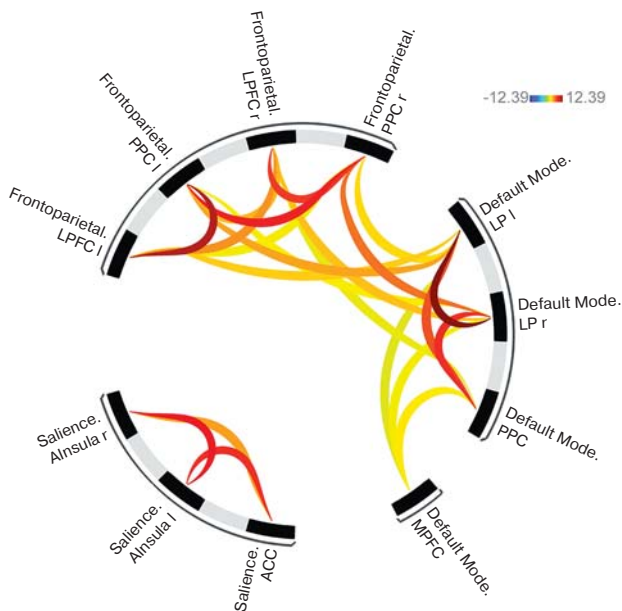 Frontoparietal.
LPFC l
Frontoparietal.
PPC l
Frontoparietal.
LPFC r
Frontoparietal.
PPC r
-12.39
12.39
Default Mode.
LP l
Default Mode.
LP r
Default Mode.
PPC
Default Mode.
MPFC
Salience.
ACC
Salience.
AInsula l
Salience.
AInsula r